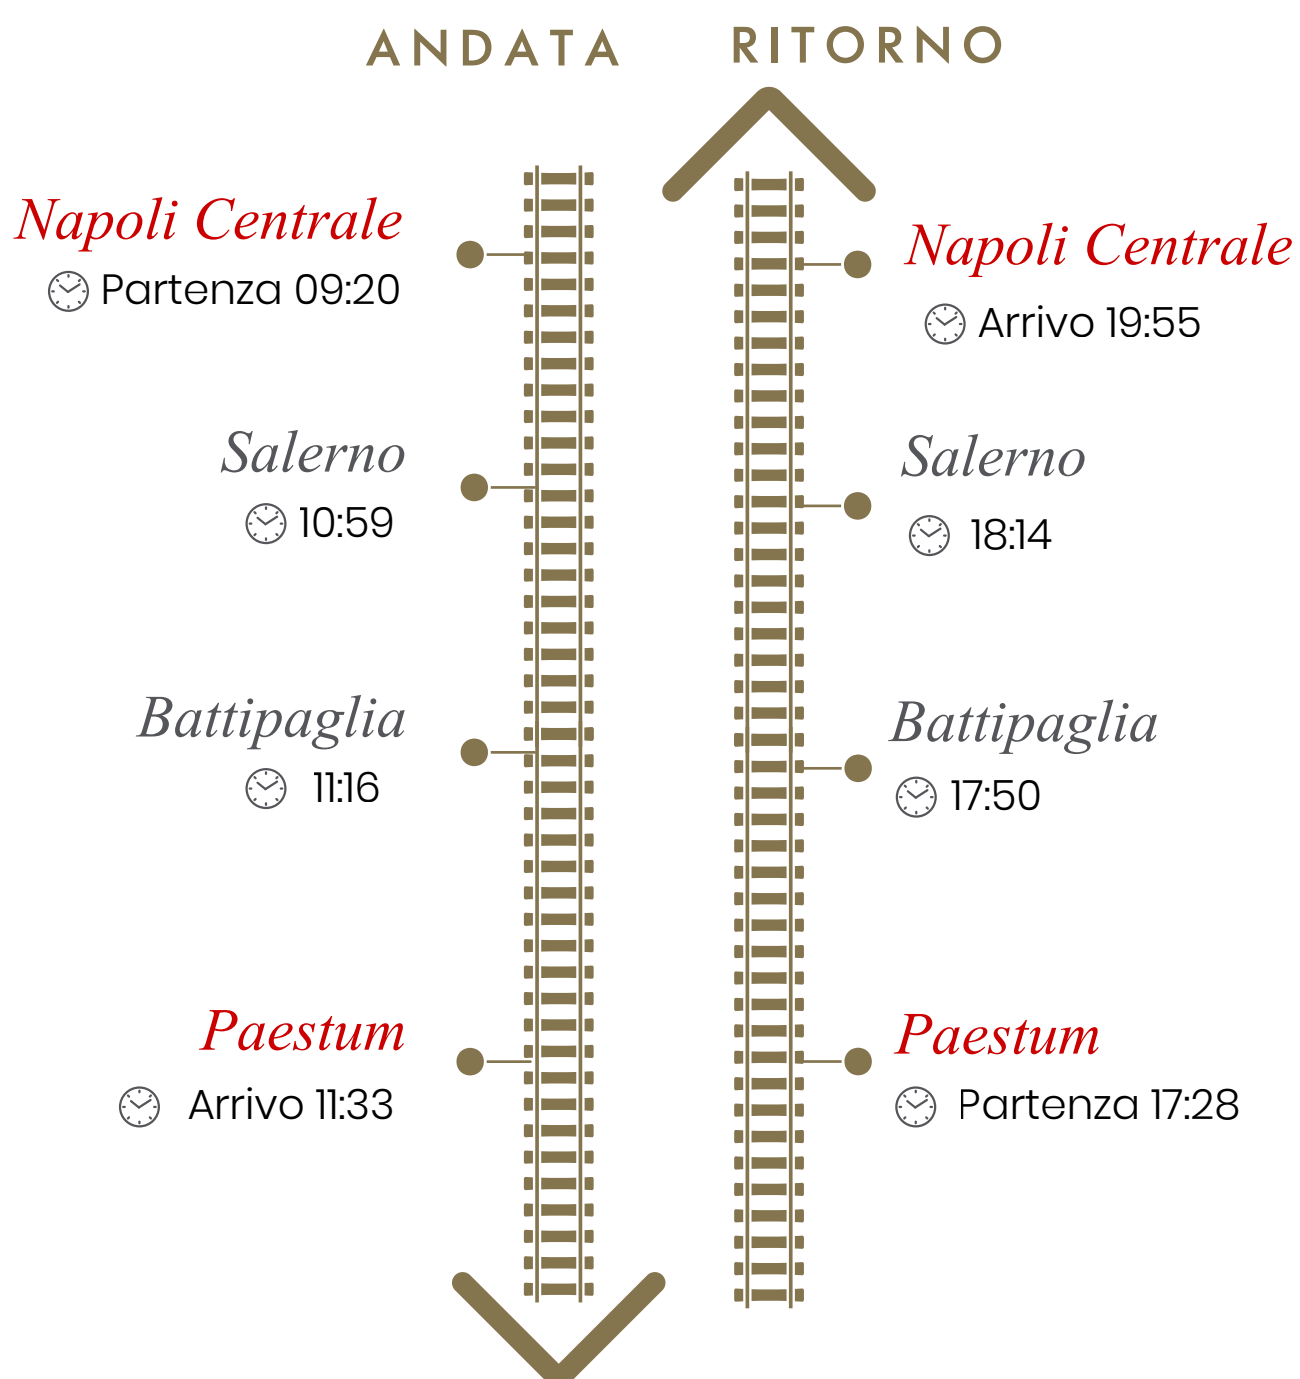 ANDATA
Napoli Centrale
Partenza 09:20
Salerno
10:59
Battipaglia
11:16
Paestum
Arrivo 11:33
RITORNO
Napoli Centrale
Arrivo 19:55
Salerno
18:14
Battipaglia
17:50
Paestum
Partenza 17:28